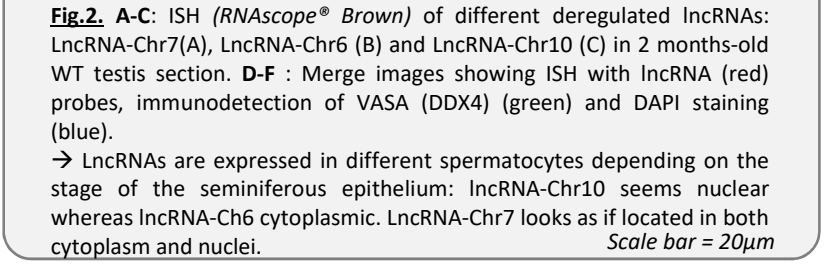 Fig.2. A-C: ISH (RNAscope® Brown) of different deregulated lncRNAs:
LncRNA-Chr7(A), LncRNA-Chr6 (B) and LncRNA-Chr10 (C) in 2 months-old
WT testis section. D-F : Merge images showing ISH with lncRNA (red)
probes, immunodetection of VASA (DDX4) (green) and DAPI staining
(blue).
→ LncRNAs are expressed in different spermatocytes depending on the
stage of the seminiferous epithelium: lncRNA-Chr10 seems nuclear
whereas lncRNA-Ch6 cytoplasmic. LncRNA-Chr7 looks as if located in both
cytoplasm and nuclei. Scale bar = 20µm